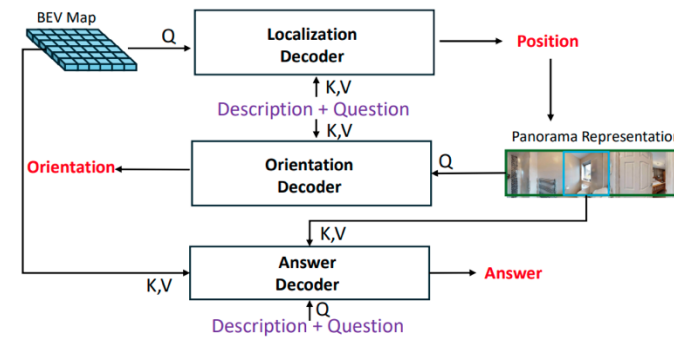 BEV Map
Q
Localization
Decoder
Position
K,V
Description + Question
K,V
Panorama Representation
Orientation
Orientation
Decoder
Q
K,V
Answer
Decoder
K,V
Answer
Q
Description + Question